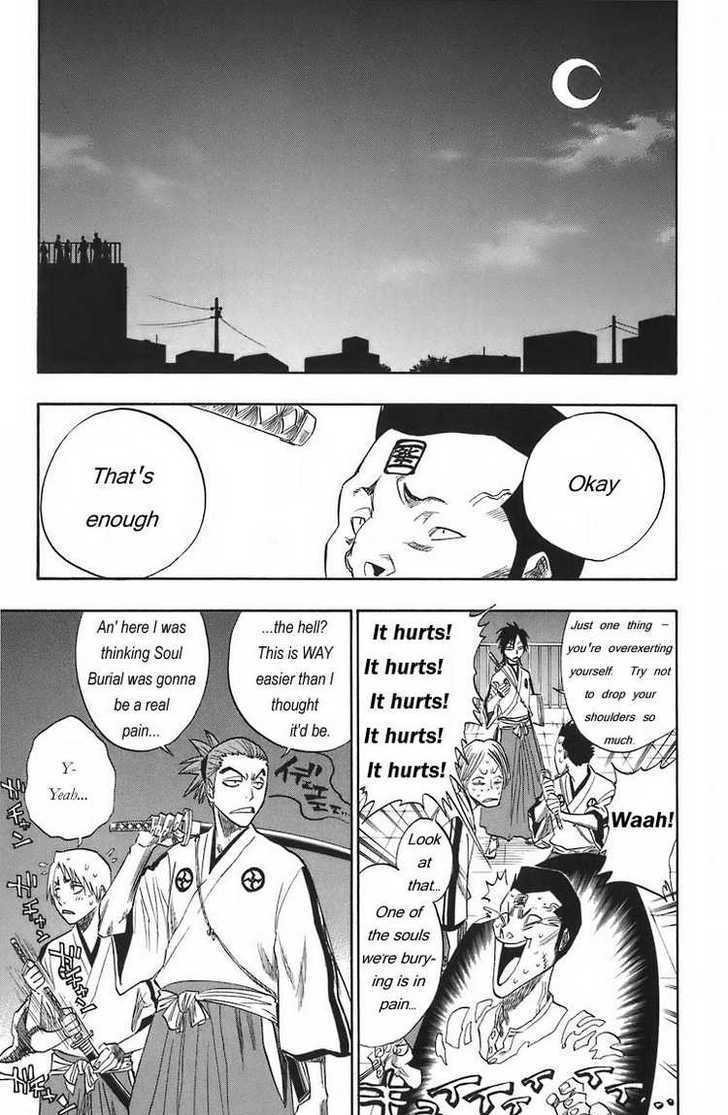 Okay
That's
enough
Just one thing –
you're overexerting
yourself. Try not
to drop your
shoulders so
much.
It hurts!
It hurts!
It hurts!
It hurts!
It hurts!
Waah!
Look
at
that...
One of
the souls
we're bury-
ing is in
pain...
...the hell?
This is WAY
easier than I
thought
it'd be.
An' here I was
thinking Soul
Burial was gonna
be a real
pain...
Y-
Yeah...